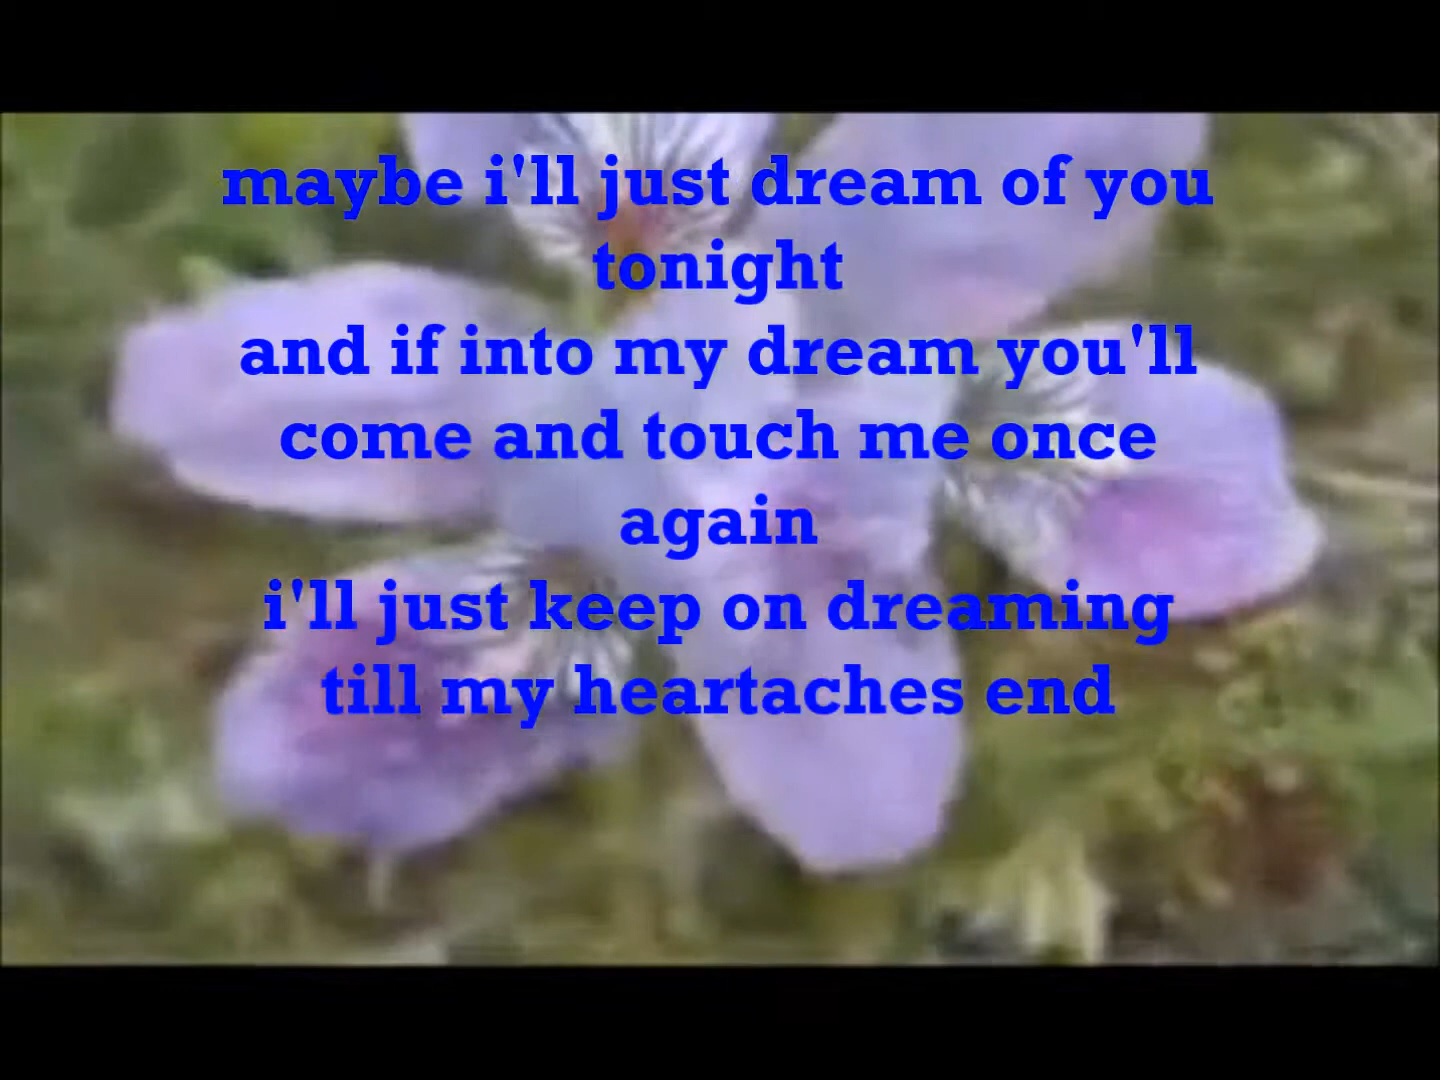 maybe i'll just dream of you
tonight
and if into my dream you'll
come and touch me once
again
i'll just keep on dreaming
till my heartaches end